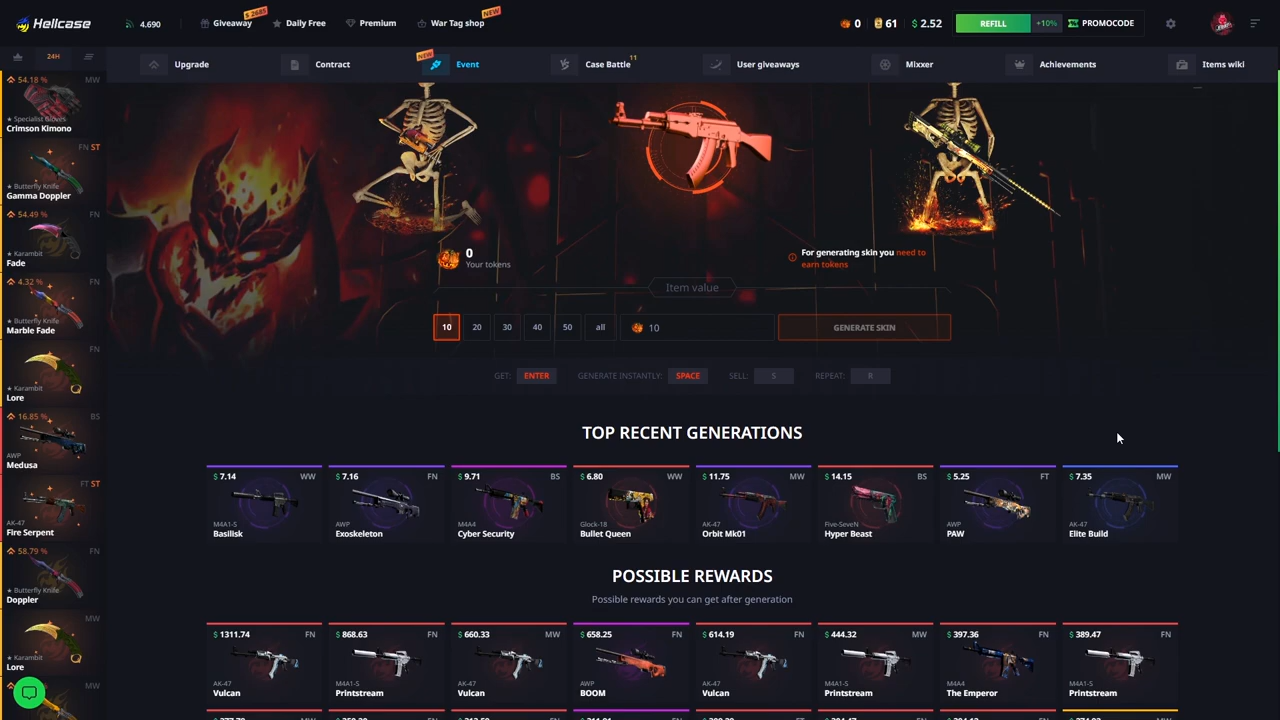 Hellcase
4.690
Giveaway
$ 2685
Daily Free
Premium
War Tag shop
NEW
0
61
$ 2.52
REFILL
+10%
PROMOCODE
24H
Upgrade
Contract
NEW
Event
Case Battle
11
User giveaways
Mixxer
Achievements
Items wiki
54.18 %
MW
★ Specialist Gloves
Crimson Kimono
FN ST
★ Butterfly Knife
Gamma Doppler
54.49 %
FN
★ Karambit
Fade
4.32 %
FN
★ Butterfly Knife
Marble Fade
FN
★ Karambit
Lore
16.85 %
BS
AWP
Medusa
FT ST
AK-47
Fire Serpent
58.79 %
FN
★ Butterfly Knife
Doppler
MW
★ Karambit
Lore
MW
0
Your tokens
For generating skin you need to
earn tokens
Item value
10
20
30
40
50
all
10
GENERATE SKIN
GET:
ENTER
GENERATE INSTANTLY:
SPACE
SELL:
S
REPEAT:
R
TOP RECENT GENERATIONS
$ 7.14
WW
M4A1-S
Basilisk
$ 7.16
FN
AWP
Exoskeleton
$ 9.71
BS
M4A4
Cyber Security
$ 6.80
WW
Glock-18
Bullet Queen
$ 11.75
MW
AK-47
Orbit Mk01
$ 14.15
BS
Five-SeveN
Hyper Beast
$ 5.25
FT
AWP
PAW
$ 7.35
MW
AK-47
Elite Build
POSSIBLE REWARDS
Possible rewards you can get after generation
$ 1311.74
FN
AK-47
Vulcan
$ 868.63
FN
M4A1-S
Printstream
$ 660.33
MW
AK-47
Vulcan
$ 658.25
FN
AWP
BOOM
$ 614.19
FN
AK-47
Vulcan
$ 444.32
MW
M4A1-S
Printstream
$ 397.36
FN
M4A4
The Emperor
$ 389.47
FN
M4A1-S
Printstream